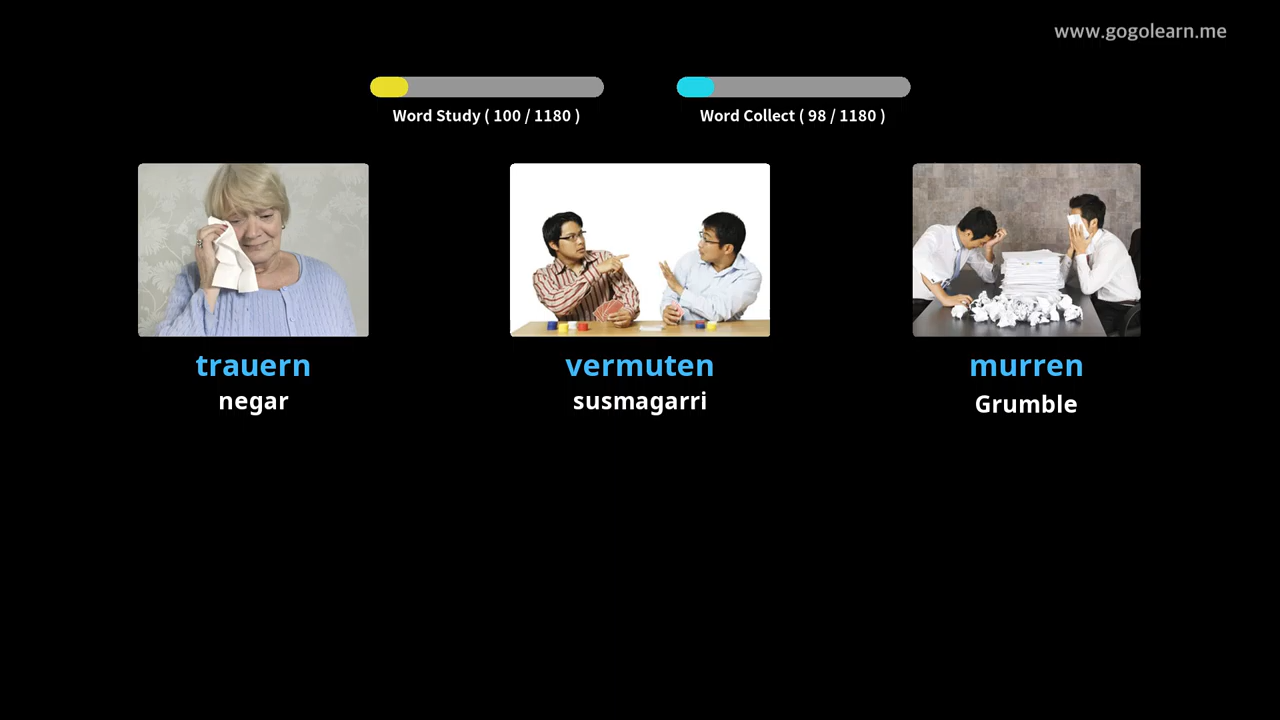 www.gogolearn.me
Word Study ( 100 / 1180 )
Word Collect ( 98 / 1180 )
trauern
negar
vermuten
susmagarri
murren
Grumble